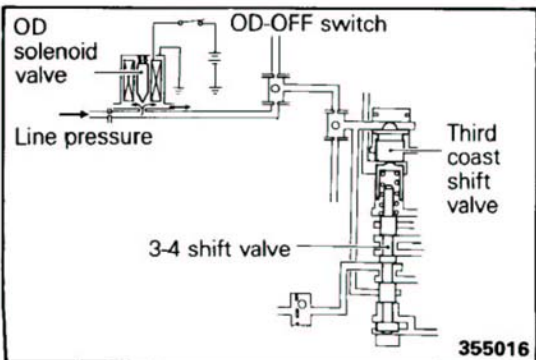 OD
solenoid
valve
OD-OFF switch
Line pressure
Third
coast
shift
valve
3-4 shift valve
355016